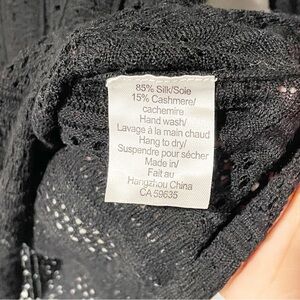 85% Silk/Soie
15% Cashmere/
cachemire
Hand wash/
Lavage à la main chaud
Hang to dry/
Suspendre pour sécher
Made in/
Fait au
Hangzhou China
CA 59635